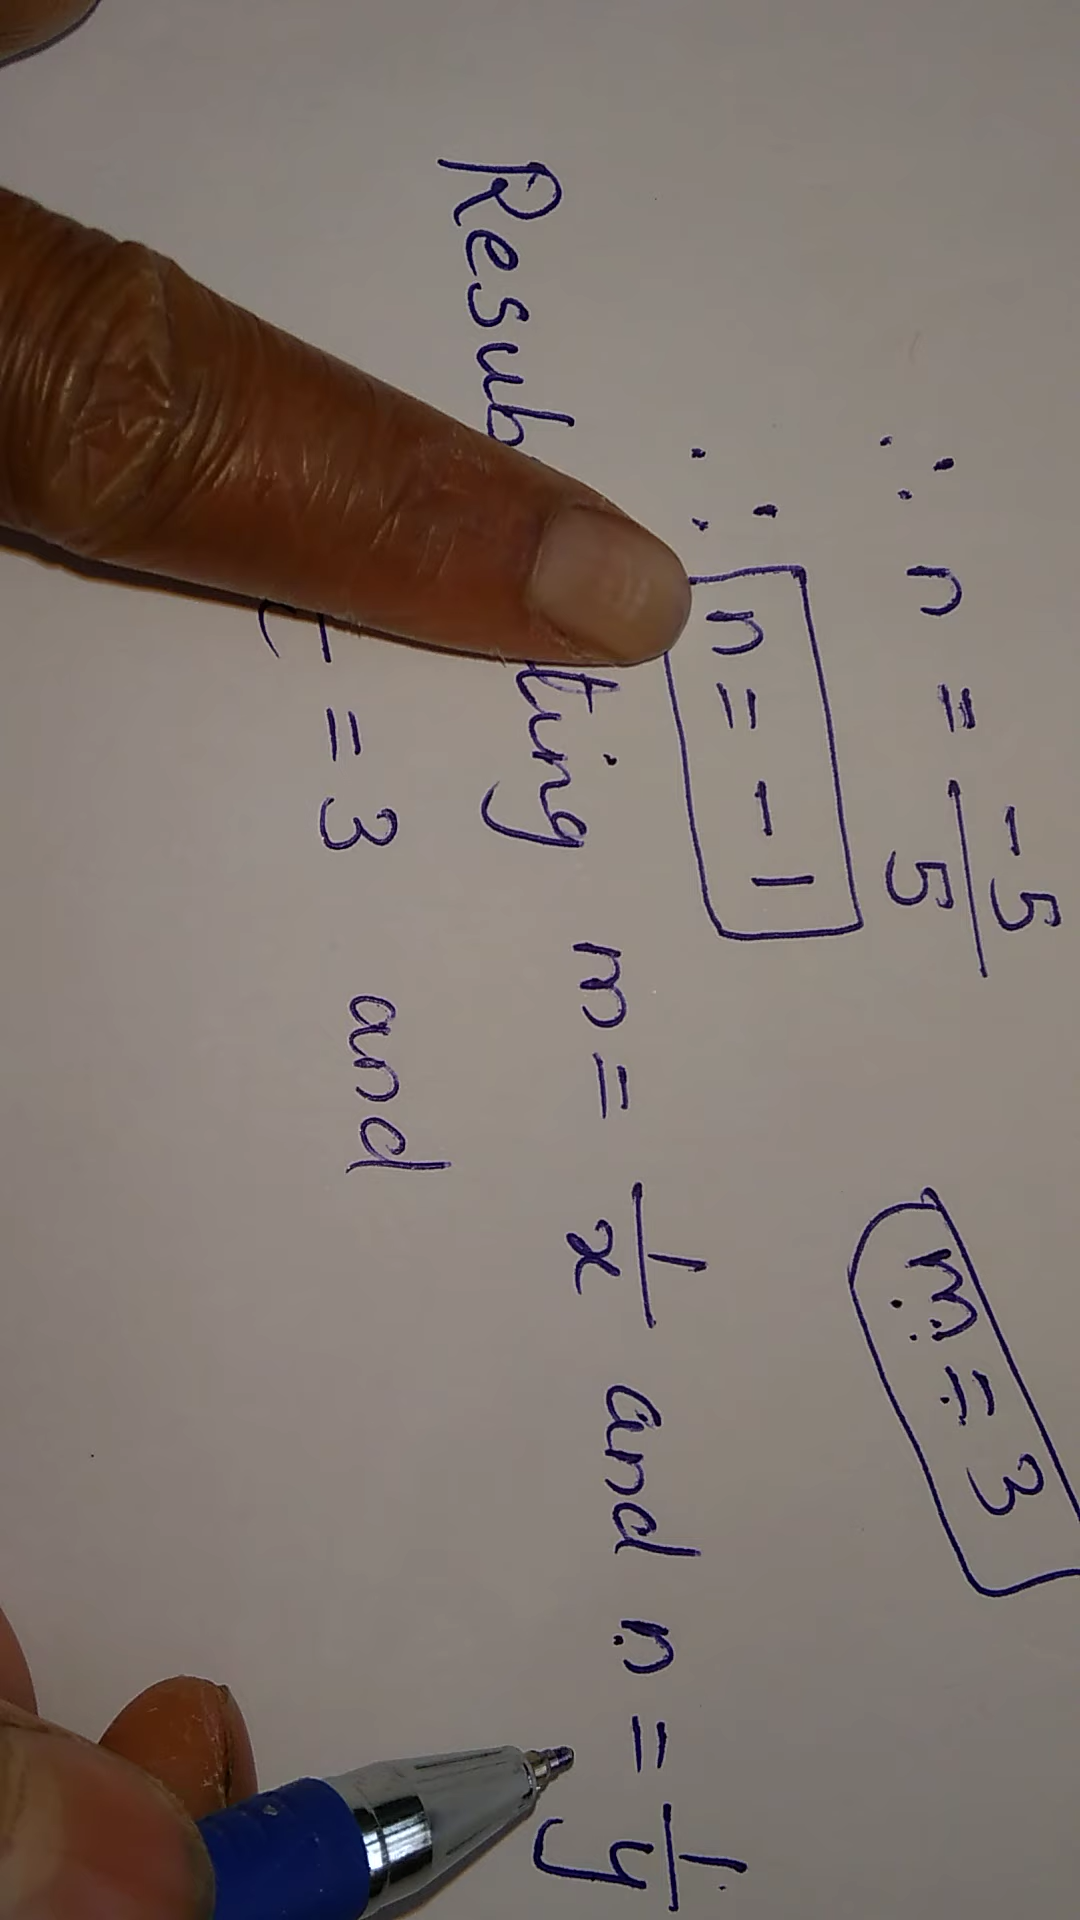 ∴ n = -5/5
m = 3
∴ n = -1
Resub ting m = 1/x and n = 1/y
= 3 and